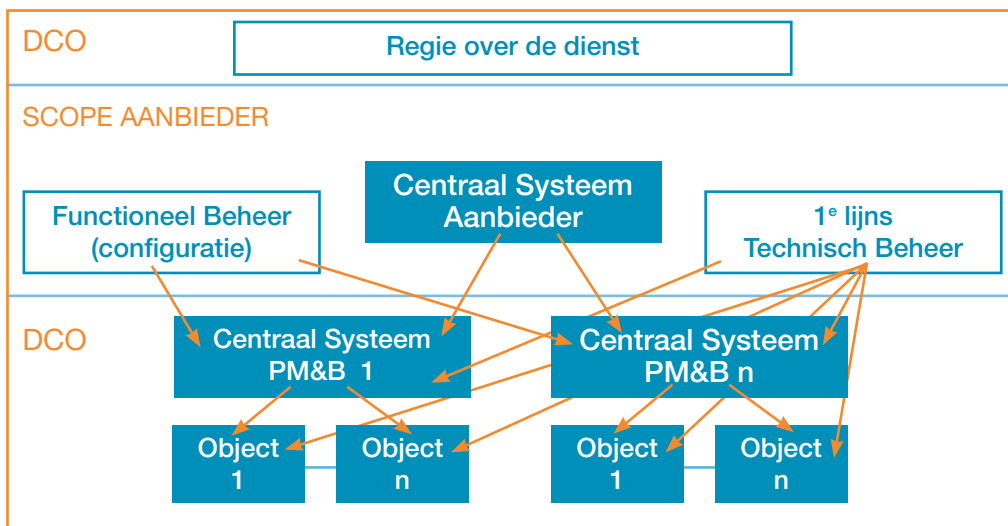 DCO
Regie over de dienst
SCOPE AANBIEDER
Centraal Systeem
Aanbieder
Functioneel Beheer
(configuratie)
1e lijns
Technisch Beheer
DCO
Centraal Systeem
PM&B 1
Centraal Systeem
PM&B n
Object
1
Object
n
Object
1
Object
n